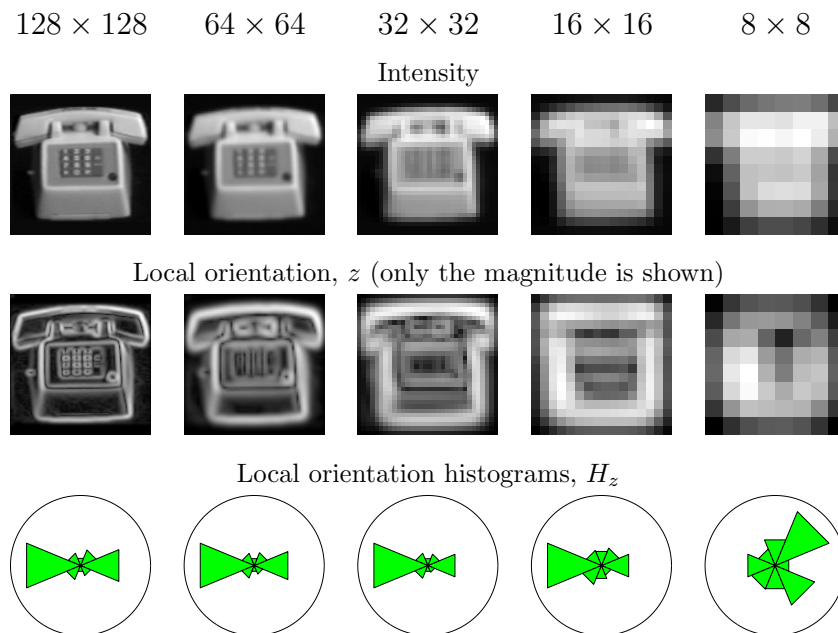 128 × 128 64 × 64 32 × 32 16 × 16 8 × 8
Intensity
Local orientation, z (only the magnitude is shown)
Local orientation histograms, H_z